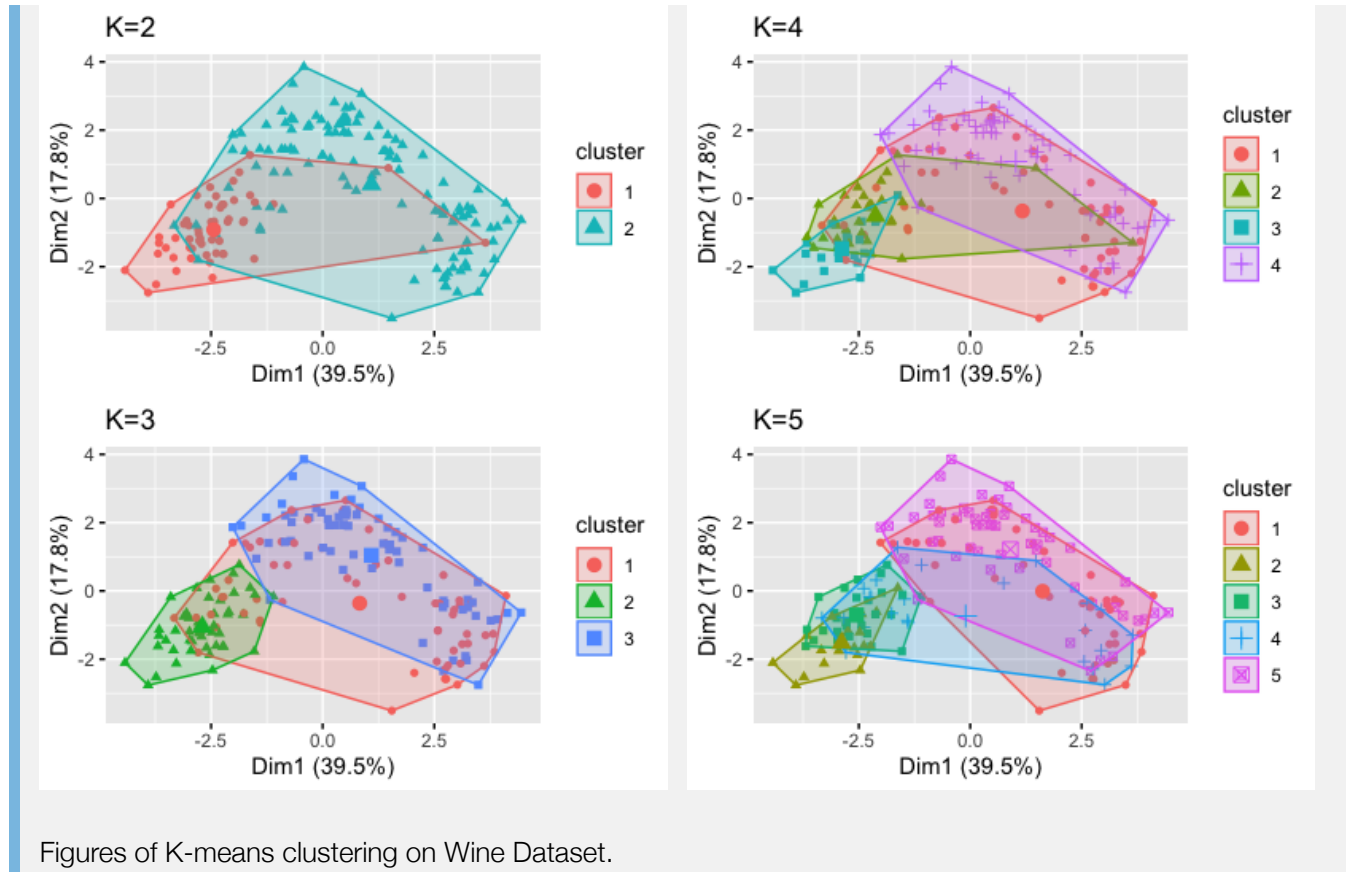 K=2
4
2
0
-2
-2.5 0.0 2.5
Dim1 (39.5%)
Dim2 (17.8%)
cluster
1
2
K=4
4
2
0
-2
-2.5 0.0 2.5
Dim1 (39.5%)
Dim2 (17.8%)
cluster
1
2
3
4
K=3
4
2
0
-2
-2.5 0.0 2.5
Dim1 (39.5%)
Dim2 (17.8%)
cluster
1
2
3
K=5
4
2
0
-2
-2.5 0.0 2.5
Dim1 (39.5%)
Dim2 (17.8%)
cluster
1
2
3
4
5
Figures of K-means clustering on Wine Dataset.